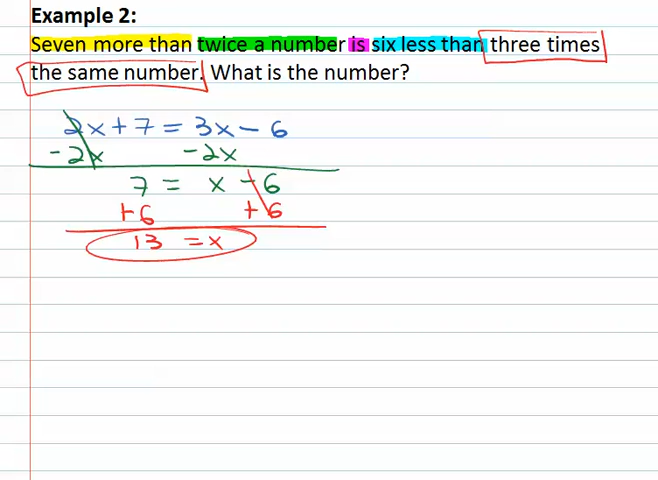 Example 2:
Seven more than twice a number is six less than three times
the same number. What is the number?
2x + 7 = 3x - 6
- 2x - 2x
7 = x - 6
+ 6 + 6
13 = x